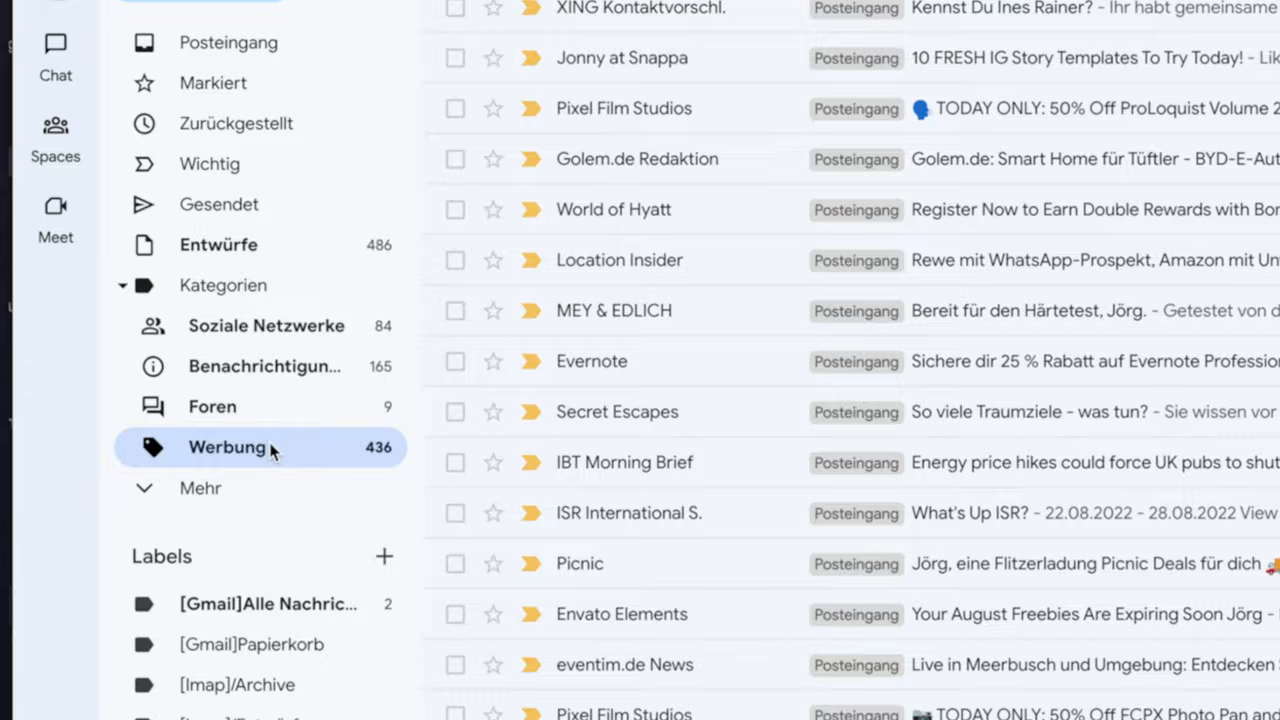 Chat
Spaces
Meet
Posteingang
Markiert
Zurückgestellt
Wichtig
Gesendet
Entwürfe 486
Kategorien
Soziale Netzwerke 84
Benachrichtigun... 165
Foren 9
Werbung 436
Mehr
Labels +
[Gmail]Alle Nachric... 2
[Gmail]Papierkorb
[Imap]/Archive
XING Kontaktvorschl. Posteingang Kennst Du Ines Rainer? - Ihr habt gemeinsame
Jonny at Snappa Posteingang 10 FRESH IG Story Templates To Try Today! - Lik
Pixel Film Studios Posteingang 🗣 TODAY ONLY: 50% Off ProLoquist Volume 2
Golem.de Redaktion Posteingang Golem.de: Smart Home für Tüftler - BYD-E-Aut
World of Hyatt Posteingang Register Now to Earn Double Rewards with Bon
Location Insider Posteingang Rewe mit WhatsApp-Prospekt, Amazon mit Un
MEY & EDLICH Posteingang Bereit für den Härtetest, Jörg. - Getestet von d
Evernote Posteingang Sichere dir 25 % Rabatt auf Evernote Profession
Secret Escapes Posteingang So viele Traumziele - was tun? - Sie wissen vor
IBT Morning Brief Posteingang Energy price hikes could force UK pubs to shut
ISR International S. Posteingang What's Up ISR? - 22.08.2022 - 28.08.2022 View
Picnic Posteingang Jörg, eine Flitzerladung Picnic Deals für dich 🚚
Envato Elements Posteingang Your August Freebies Are Expiring Soon Jörg -
eventim.de News Posteingang Live in Meerbusch und Umgebung: Entdecken
Pixel Film Studios Posteingang 📷 TODAY ONLY: 50% Off FCPX Photo Pan and